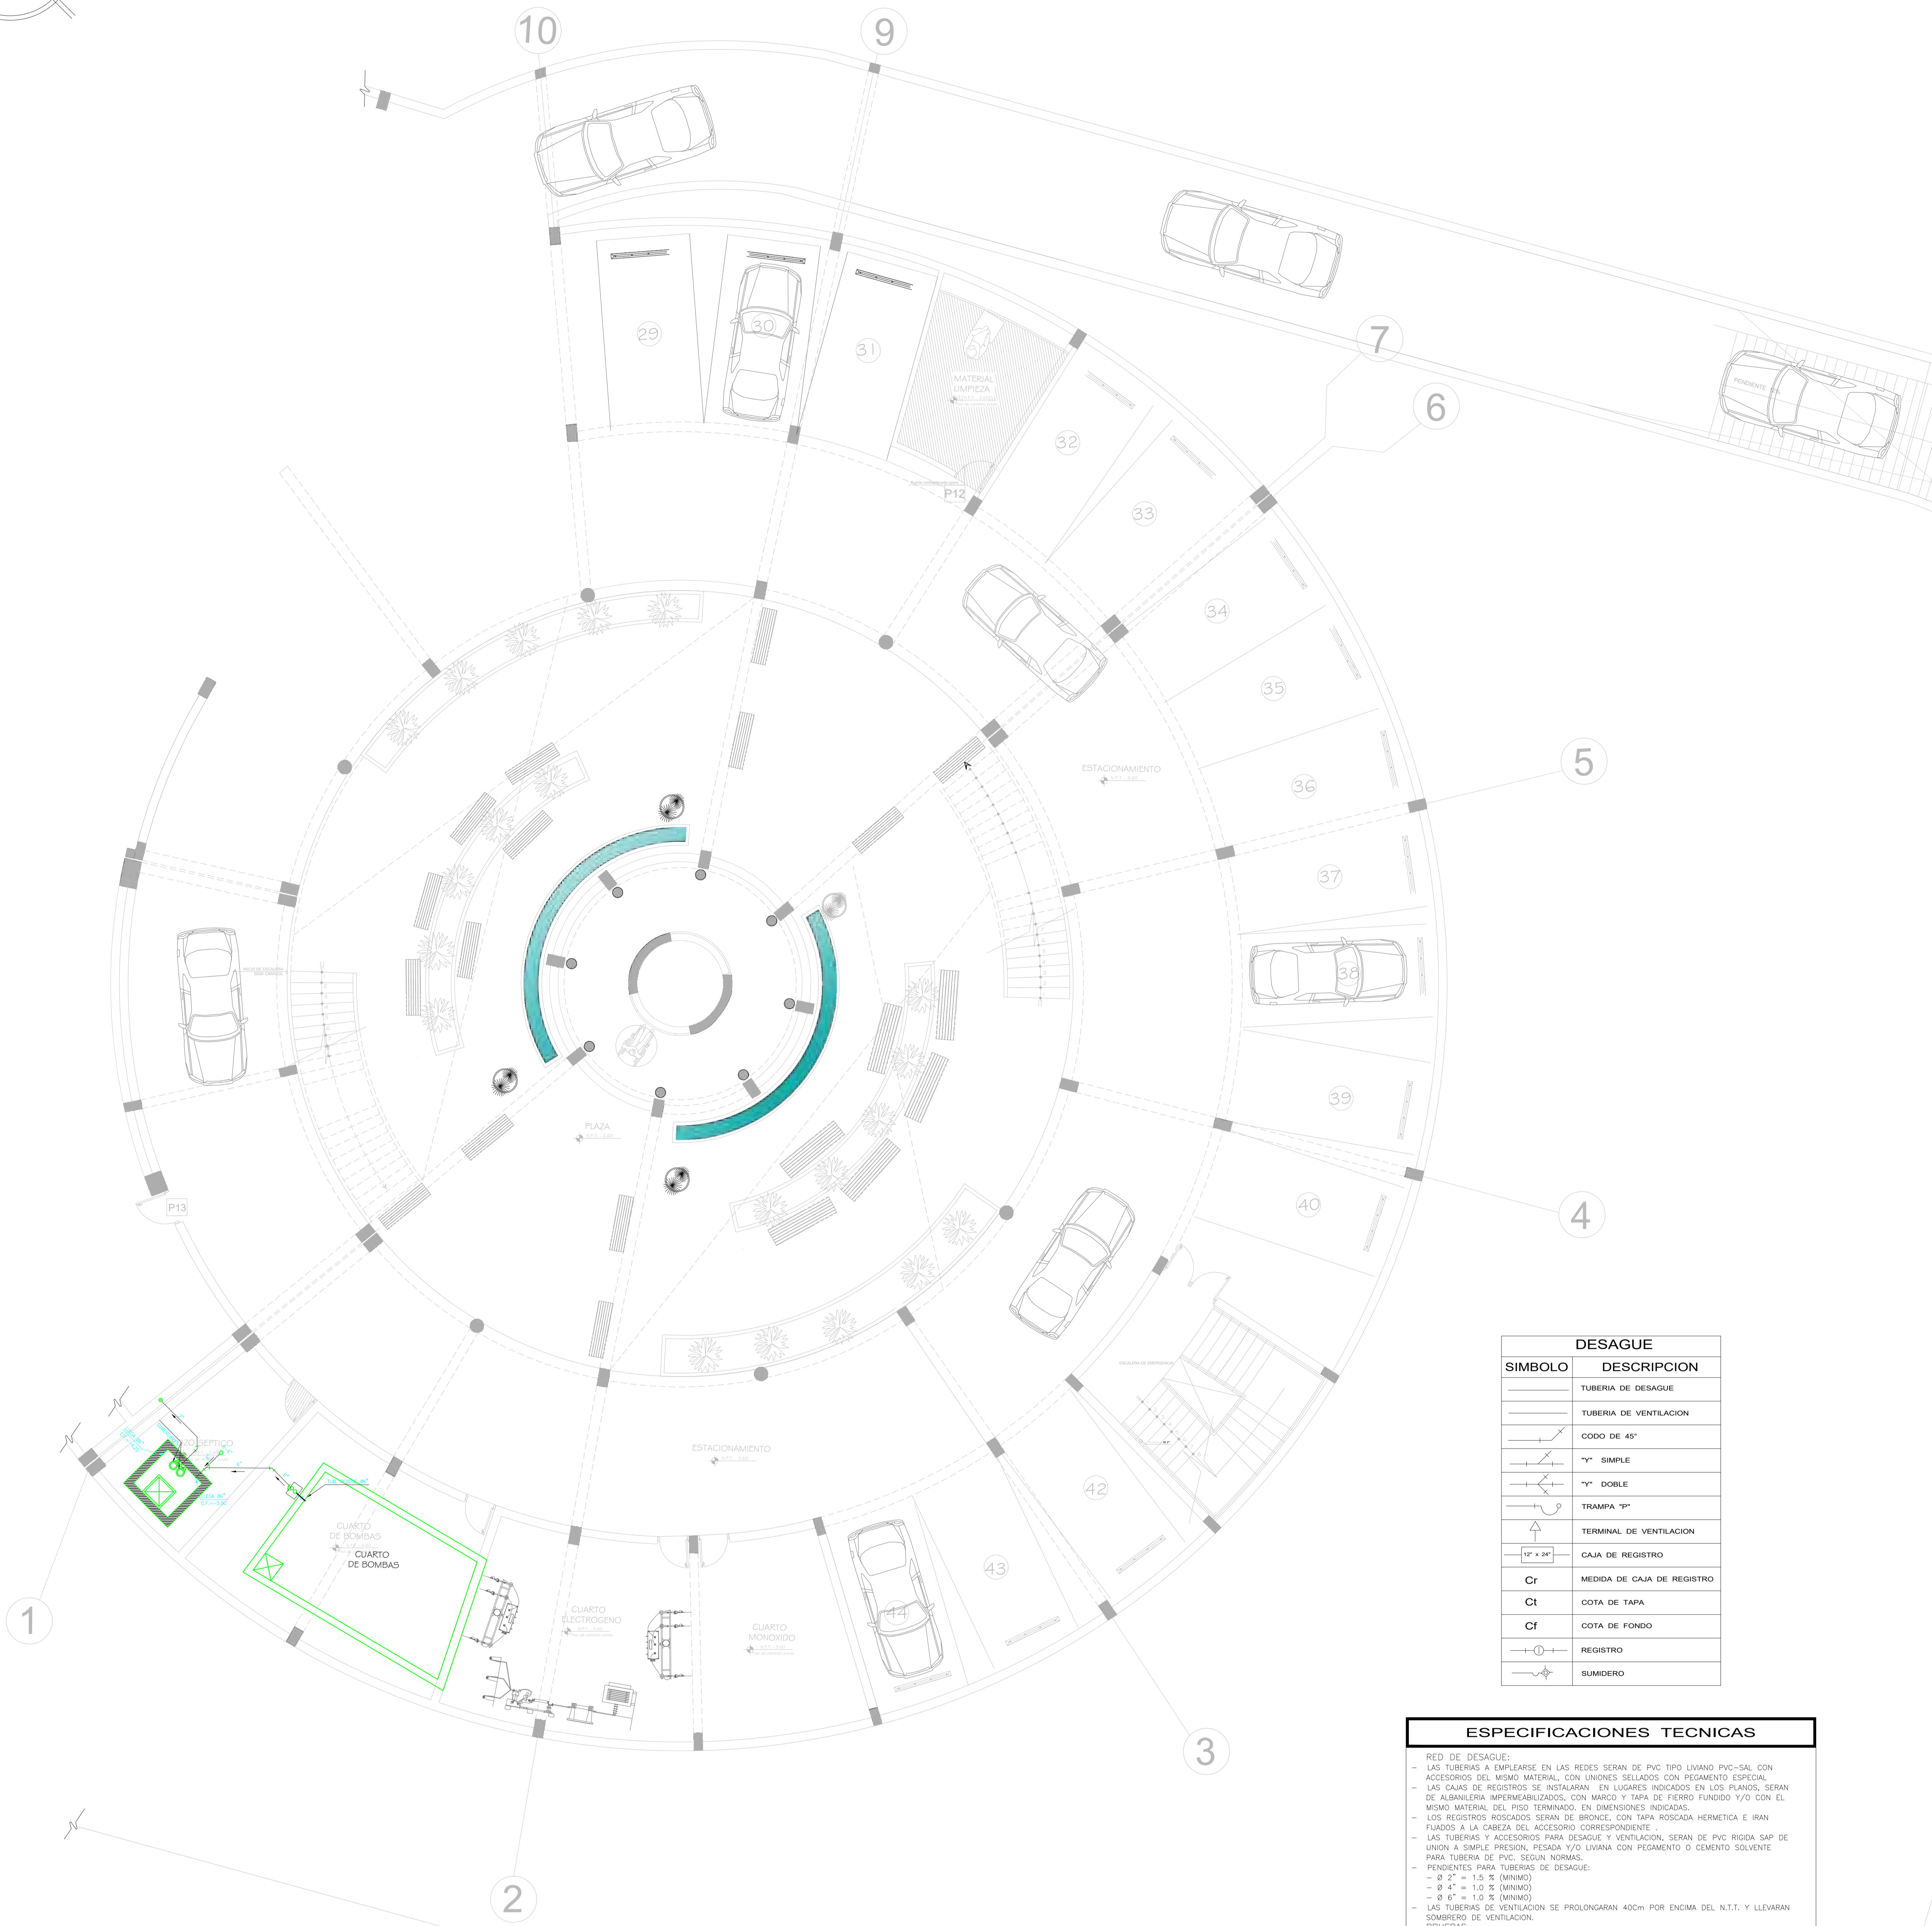 10
9
7
6
5
4
3
2
1
29
30
31
MATERIAL
LIMPIEZA
P12
32
33
34
35
36
37
38
39
40
42
43
44
PENDIENTE
ESTACIONAMIENTO
PLAZA
P13
ESCALERA DE EMERGENCIA
ESTACIONAMIENTO
POZO SEPTICO
CUARTO
DE BOMBAS
CUARTO
DE BOMBAS
CUARTO
ELECTROGENO
CUARTO
MONOXIDO
DESAGUE
SIMBOLO DESCRIPCION
TUBERIA DE DESAGUE
TUBERIA DE VENTILACION
CODO DE 45°
"Y" SIMPLE
"Y" DOBLE
TRAMPA "P"
TERMINAL DE VENTILACION
12" x 24" CAJA DE REGISTRO
Cr MEDIDA DE CAJA DE REGISTRO
Ct COTA DE TAPA
Cf COTA DE FONDO
REGISTRO
SUMIDERO
ESPECIFICACIONES TECNICAS
RED DE DESAGUE:
- LAS TUBERIAS A EMPLEARSE EN LAS REDES SERAN DE PVC TIPO LIVIANO PVC-SAL CON
ACCESORIOS DEL MISMO MATERIAL, CON UNIONES SELLADOS CON PEGAMENTO ESPECIAL
- LAS CAJAS DE REGISTROS SE INSTALARAN EN LUGARES INDICADOS EN LOS PLANOS, SERAN
DE ALBANILERIA IMPERMEABILIZADOS, CON MARCO Y TAPA DE FIERRO FUNDIDO Y/O CON EL
MISMO MATERIAL DEL PISO TERMINADO. EN DIMENSIONES INDICADAS.
- LOS REGISTROS ROSCADOS SERAN DE BRONCE, CON TAPA ROSCADA HERMETICA E IRAN
FIJADOS A LA CABEZA DEL ACCESORIO CORRESPONDIENTE .
- LAS TUBERIAS Y ACCESORIOS PARA DESAGUE Y VENTILACION, SERAN DE PVC RIGIDA SAP DE
UNION A SIMPLE PRESION, PESADA Y/O LIVIANA CON PEGAMENTO O CEMENTO SOLVENTE
PARA TUBERIA DE PVC. SEGUN NORMAS.
- PENDIENTES PARA TUBERIAS DE DESAGUE:
- Ø 2" = 1.5 % (MINIMO)
- Ø 4" = 1.0 % (MINIMO)
- Ø 6" = 1.0 % (MINIMO)
- LAS TUBERIAS DE VENTILACION SE PROLONGARAN 40Cm POR ENCIMA DEL N.T.T. Y LLEVARAN
SOMBRERO DE VENTILACION.